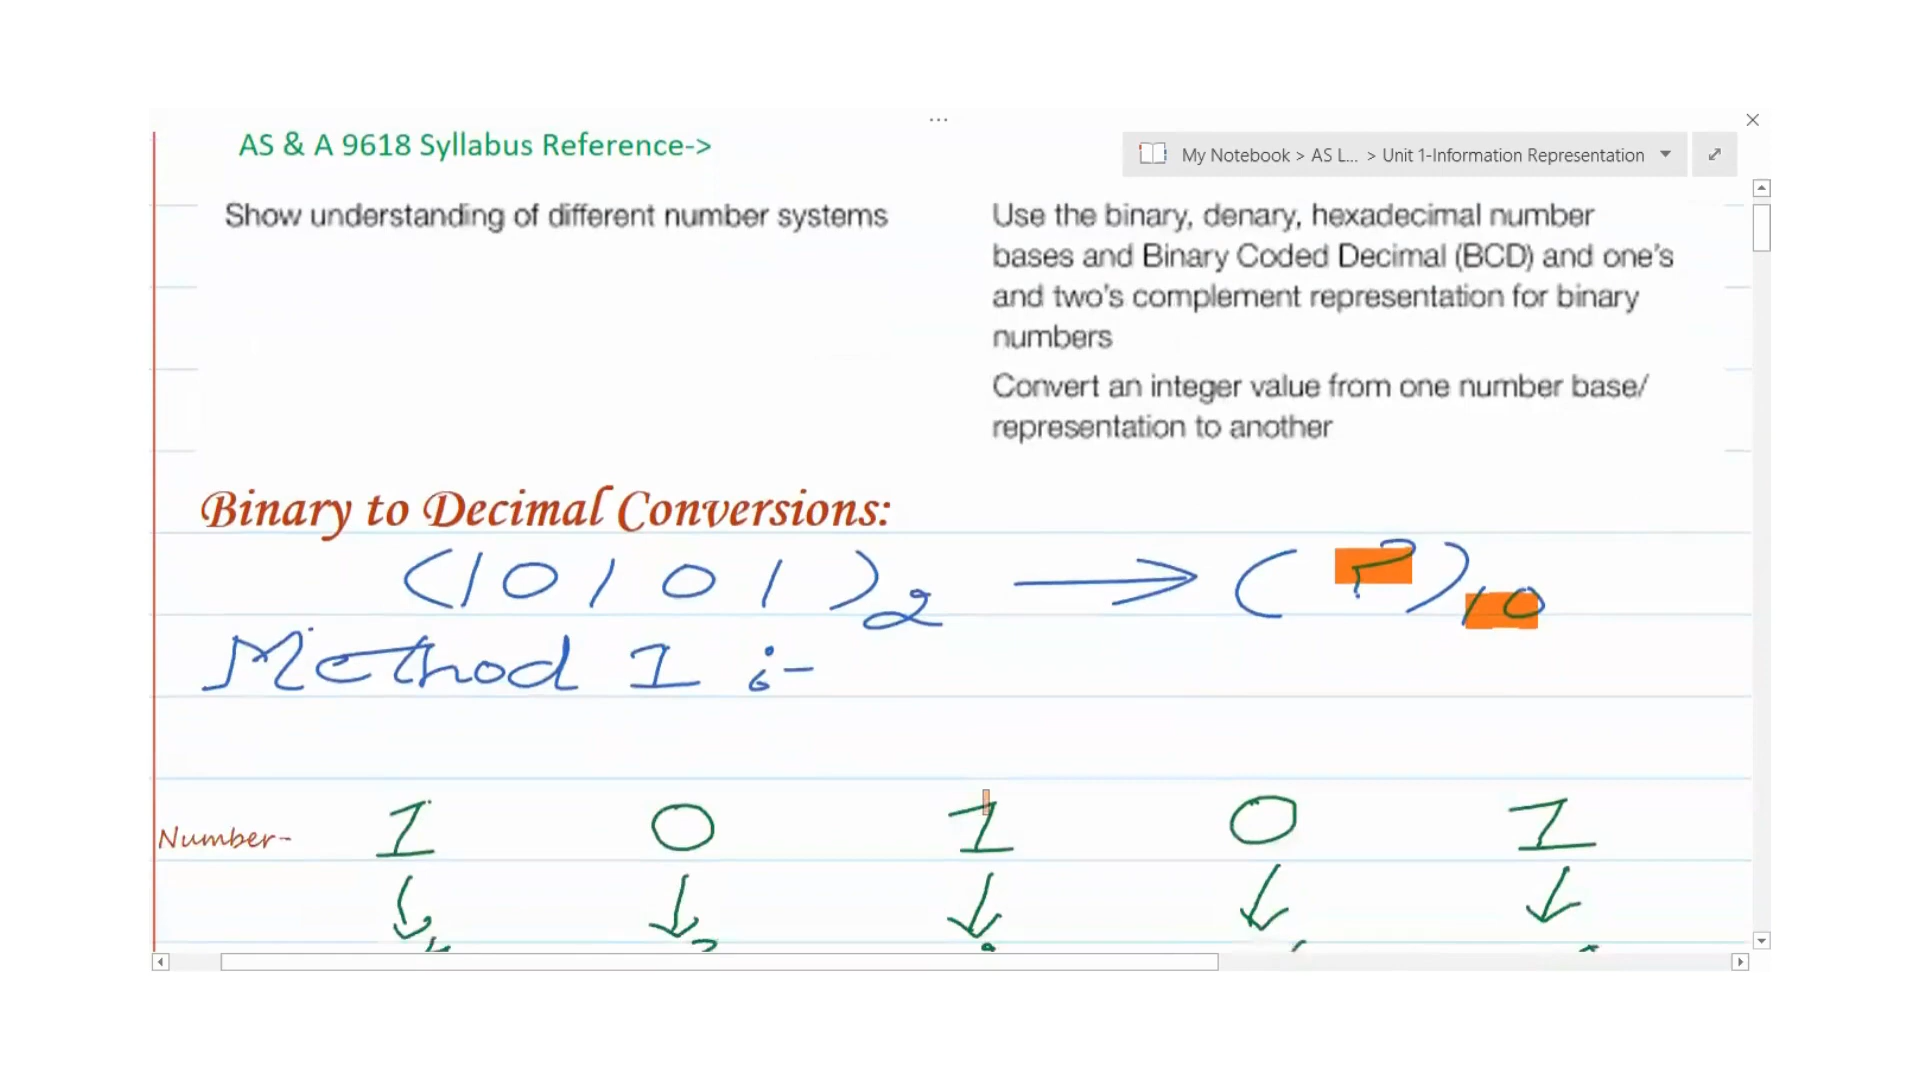 AS & A 9618 Syllabus Reference->
My Notebook > AS L... > Unit 1-Information Representation
Show understanding of different number systems
Use the binary, denary, hexadecimal number
bases and Binary Coded Decimal (BCD) and one's
and two's complement representation for binary
numbers
Convert an integer value from one number base/
representation to another
Binary to Decimal Conversions:
(10101)2 → (?)10
Method 1 :-
Number- 1 0 1 0 1